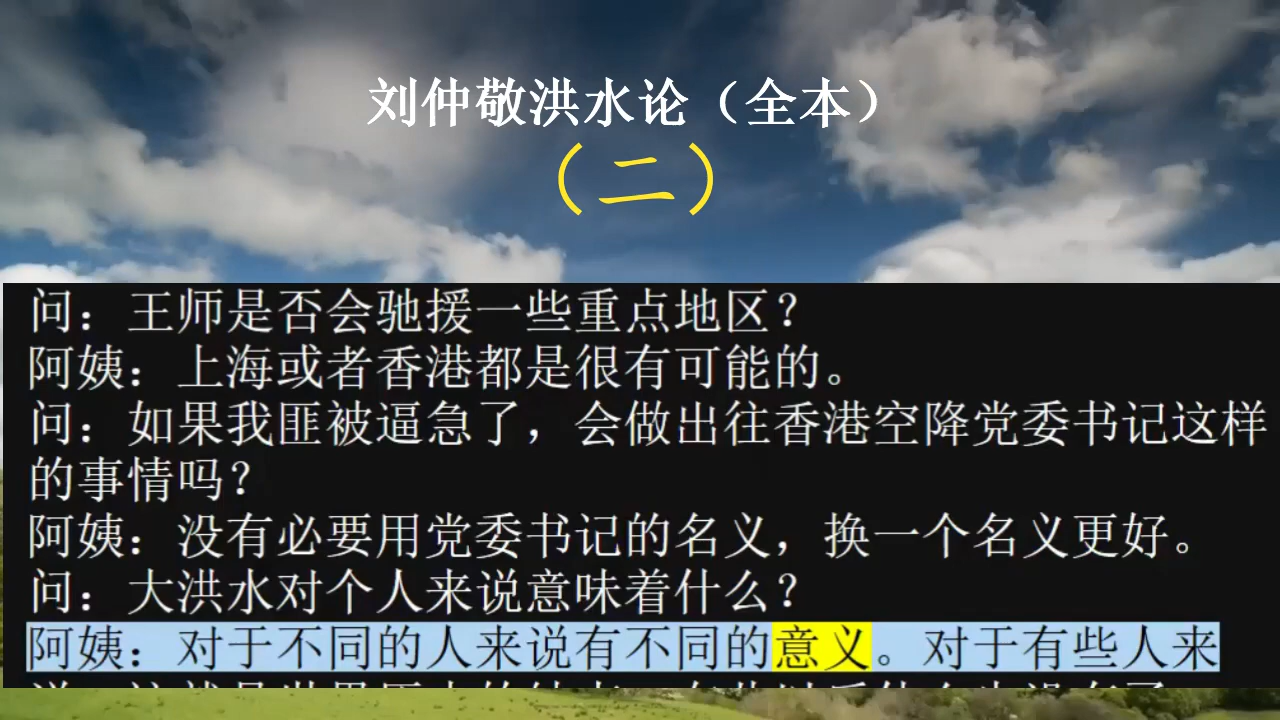 刘仲敬洪水论（全本）
（二）
问：王师是否会驰援一些重点地区？
阿姨：上海或者香港都是很有可能的。
问：如果我匪被逼急了，会做出往香港空降党委书记这样
的事情吗？
阿姨：没有必要用党委书记的名义，换一个名义更好。
问：大洪水对个人来说意味着什么？
阿姨：对于不同的人来说有不同的意义。对于有些人来